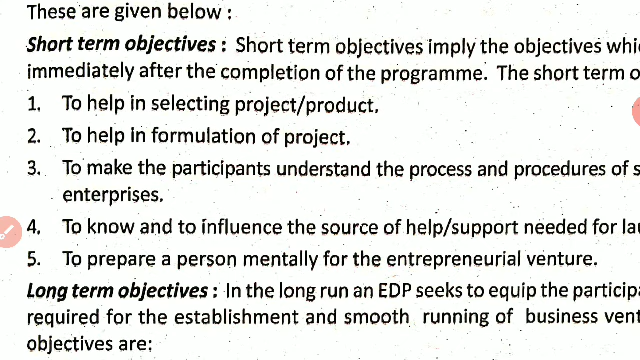 These are given below :
Short term objectives : Short term objectives imply the objectives
immediately after the completion of the programme. The short term
1. To help in selecting project/product.
2. To help in formulation of project.
3. To make the participants understand the process and procedures of
enterprises.
4. To know and to influence the source of help/support needed for
5. To prepare a person mentally for the entrepreneurial venture.
Long term objectives : In the long run an EDP seeks to equip the
required for the establishment and smooth running of business
objectives are: